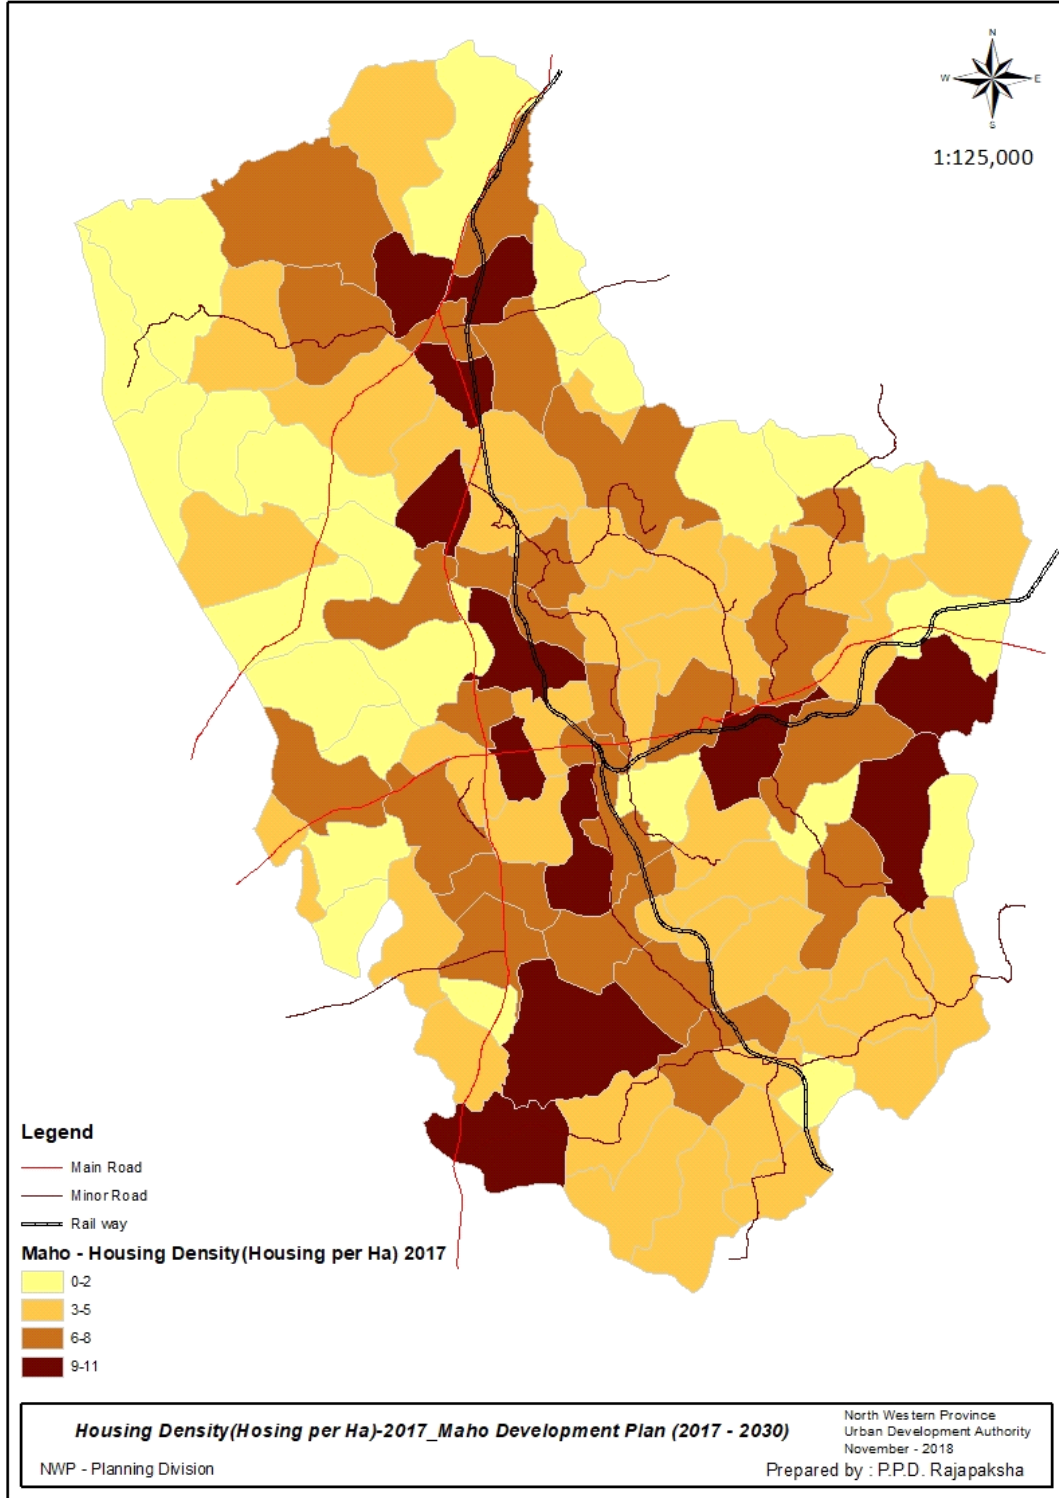 N
W
E
S
1:125,000
Legend
Main Road
Minor Road
Rail way
Maho - Housing Density(Housing per Ha) 2017
0-2
3-5
6-8
9-11
Housing Density(Hosing per Ha)-2017_Maho Development Plan (2017 - 2030)
NWP - Planning Division
North Western Province
Urban Development Authority
November - 2018
Prepared by : P.P.D. Rajapaksha